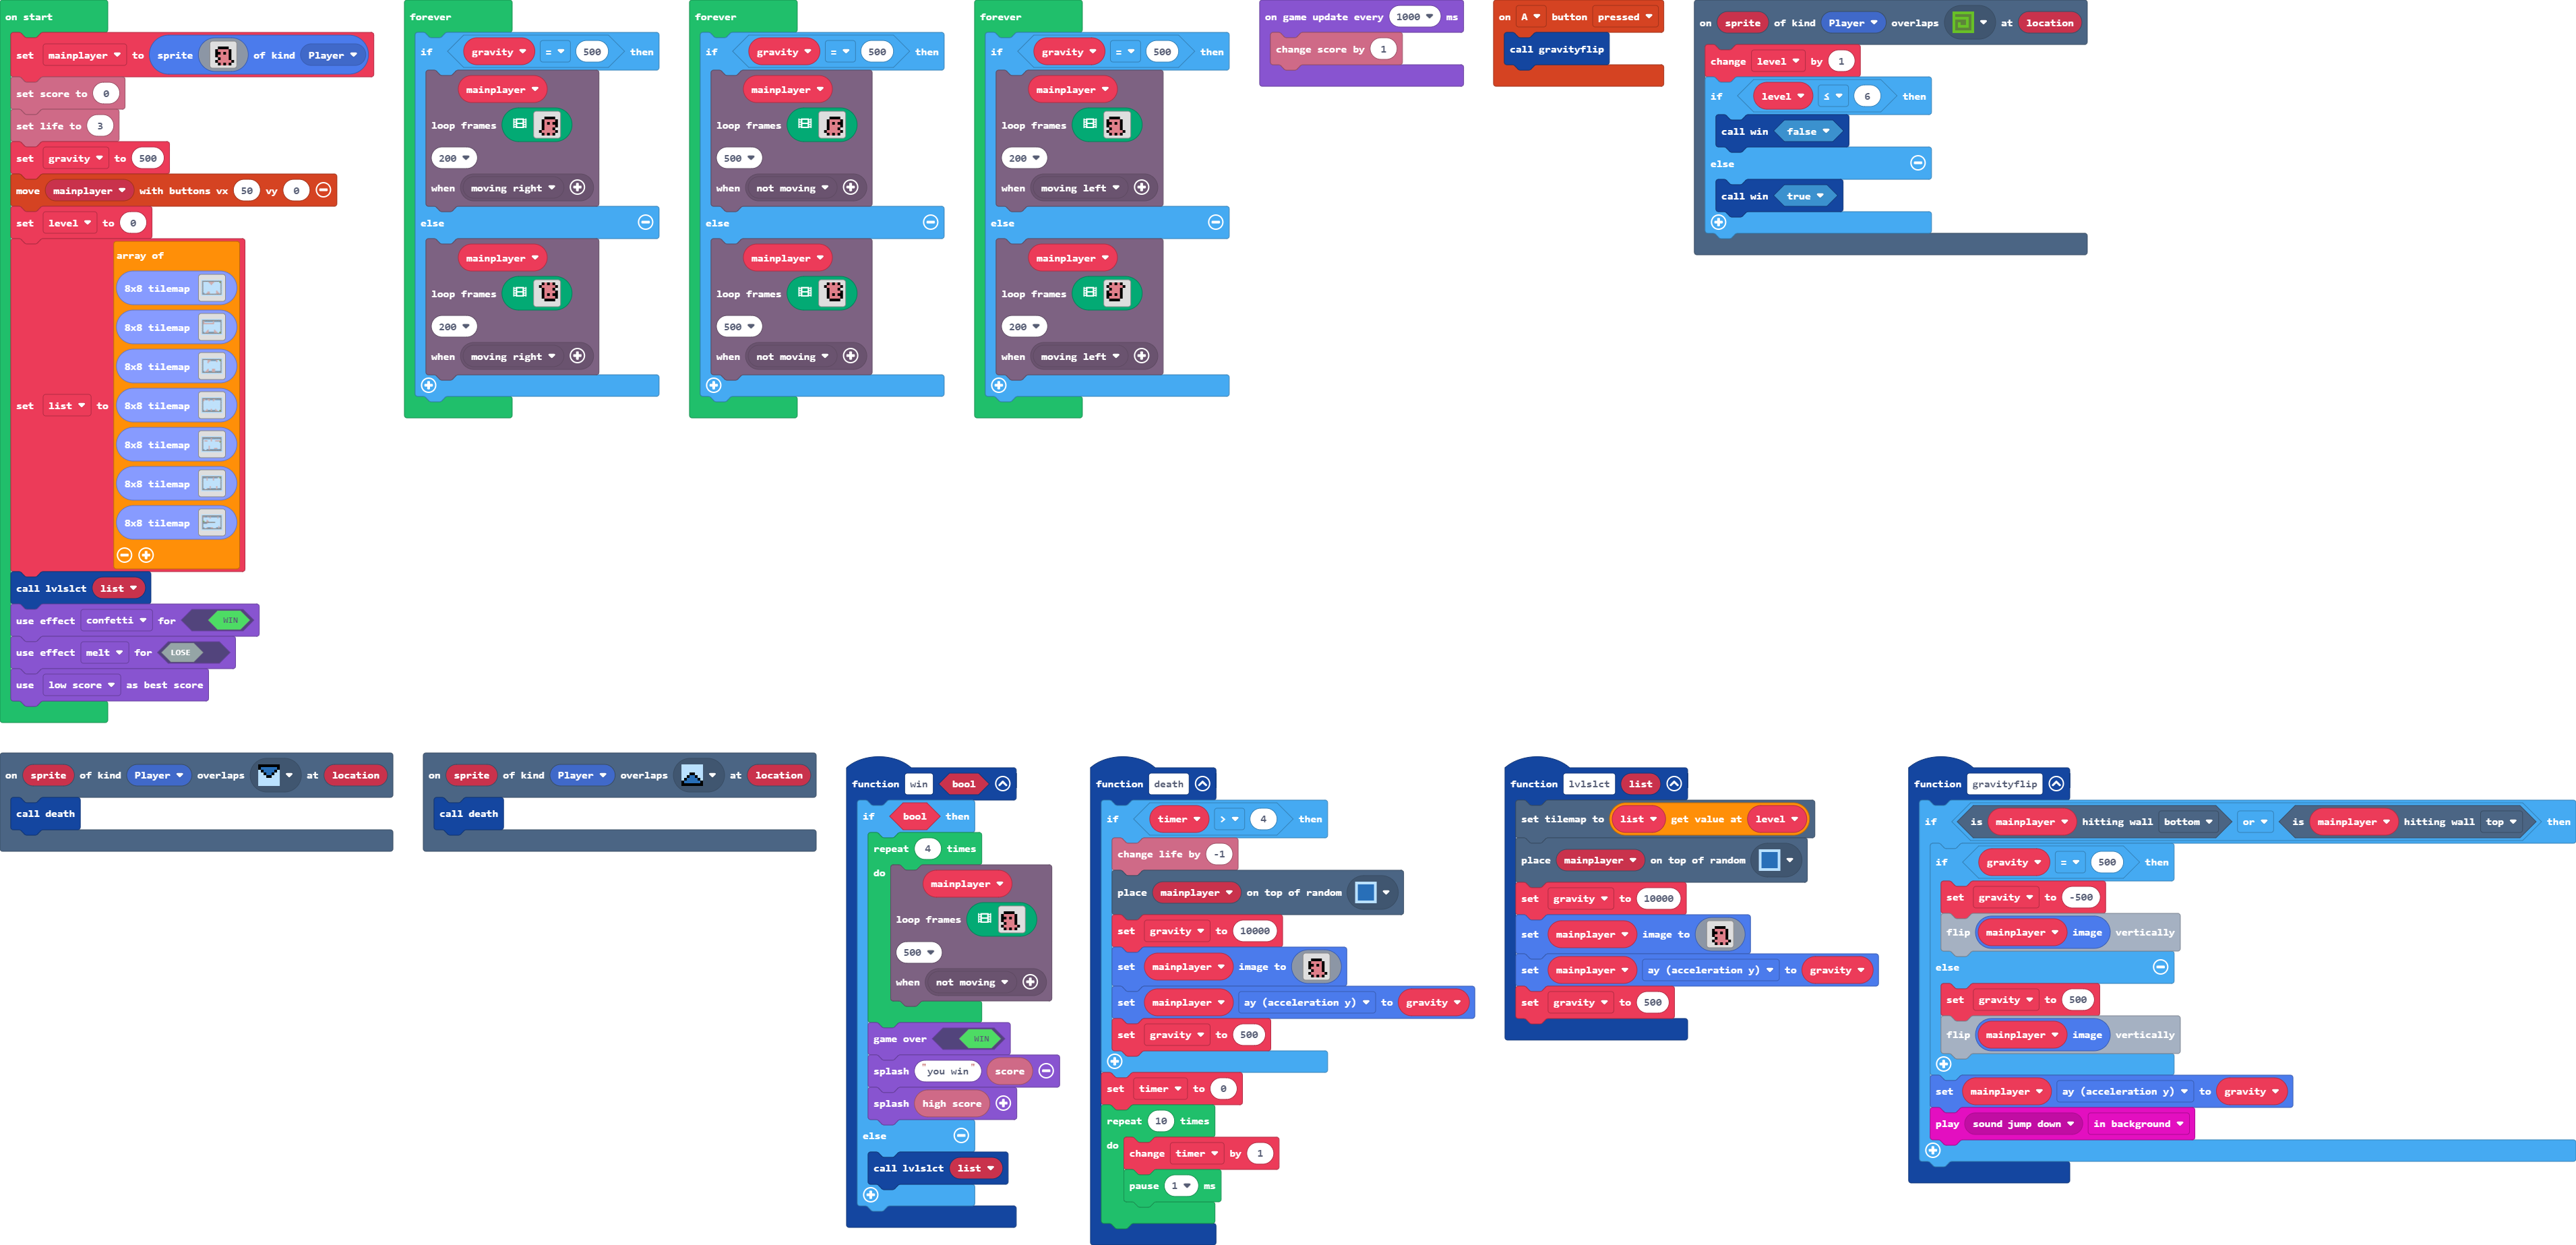 on start
set mainplayer to sprite of kind Player
set score to 0
set life to 3
set gravity to 500
move mainplayer with buttons vx 50 vy 0
set level to 0
set list to array of
8x8 tilemap
8x8 tilemap
8x8 tilemap
8x8 tilemap
8x8 tilemap
8x8 tilemap
8x8 tilemap
call lvlslct list
use effect confetti for WIN
use effect melt for LOSE
use low score as best score
forever
if gravity = 500 then
mainplayer
loop frames
200
when moving right
else
mainplayer
loop frames
200
when moving right
forever
if gravity = 500 then
mainplayer
loop frames
500
when not moving
else
mainplayer
loop frames
500
when not moving
forever
if gravity = 500 then
mainplayer
loop frames
200
when moving left
else
mainplayer
loop frames
200
when moving left
on game update every 1000 ms
change score by 1
on A button pressed
call gravityflip
on sprite of kind Player overlaps at location
change level by 1
if level ≤ 6 then
call win false
else
call win true
on sprite of kind Player overlaps at location
call death
on sprite of kind Player overlaps at location
call death
function win bool
if bool then
repeat 4 times
do
mainplayer
loop frames
500
when not moving
game over WIN
splash "you win" score
splash high score
else
call lvlslct list
function death
if timer > 4 then
change life by -1
place mainplayer on top of random
set gravity to 10000
set mainplayer image to
set mainplayer ay (acceleration y) to gravity
set gravity to 500
set timer to 0
repeat 10 times
do
change timer by 1
pause 1 ms
function lvlslct list
set tilemap to list get value at level
place mainplayer on top of random
set gravity to 10000
set mainplayer image to
set mainplayer ay (acceleration y) to gravity
set gravity to 500
function gravityflip
if is mainplayer hitting wall bottom or is mainplayer hitting wall top then
if gravity = 500 then
set gravity to -500
flip mainplayer image vertically
else
set gravity to 500
flip mainplayer image vertically
set mainplayer ay (acceleration y) to gravity
play sound jump down in background